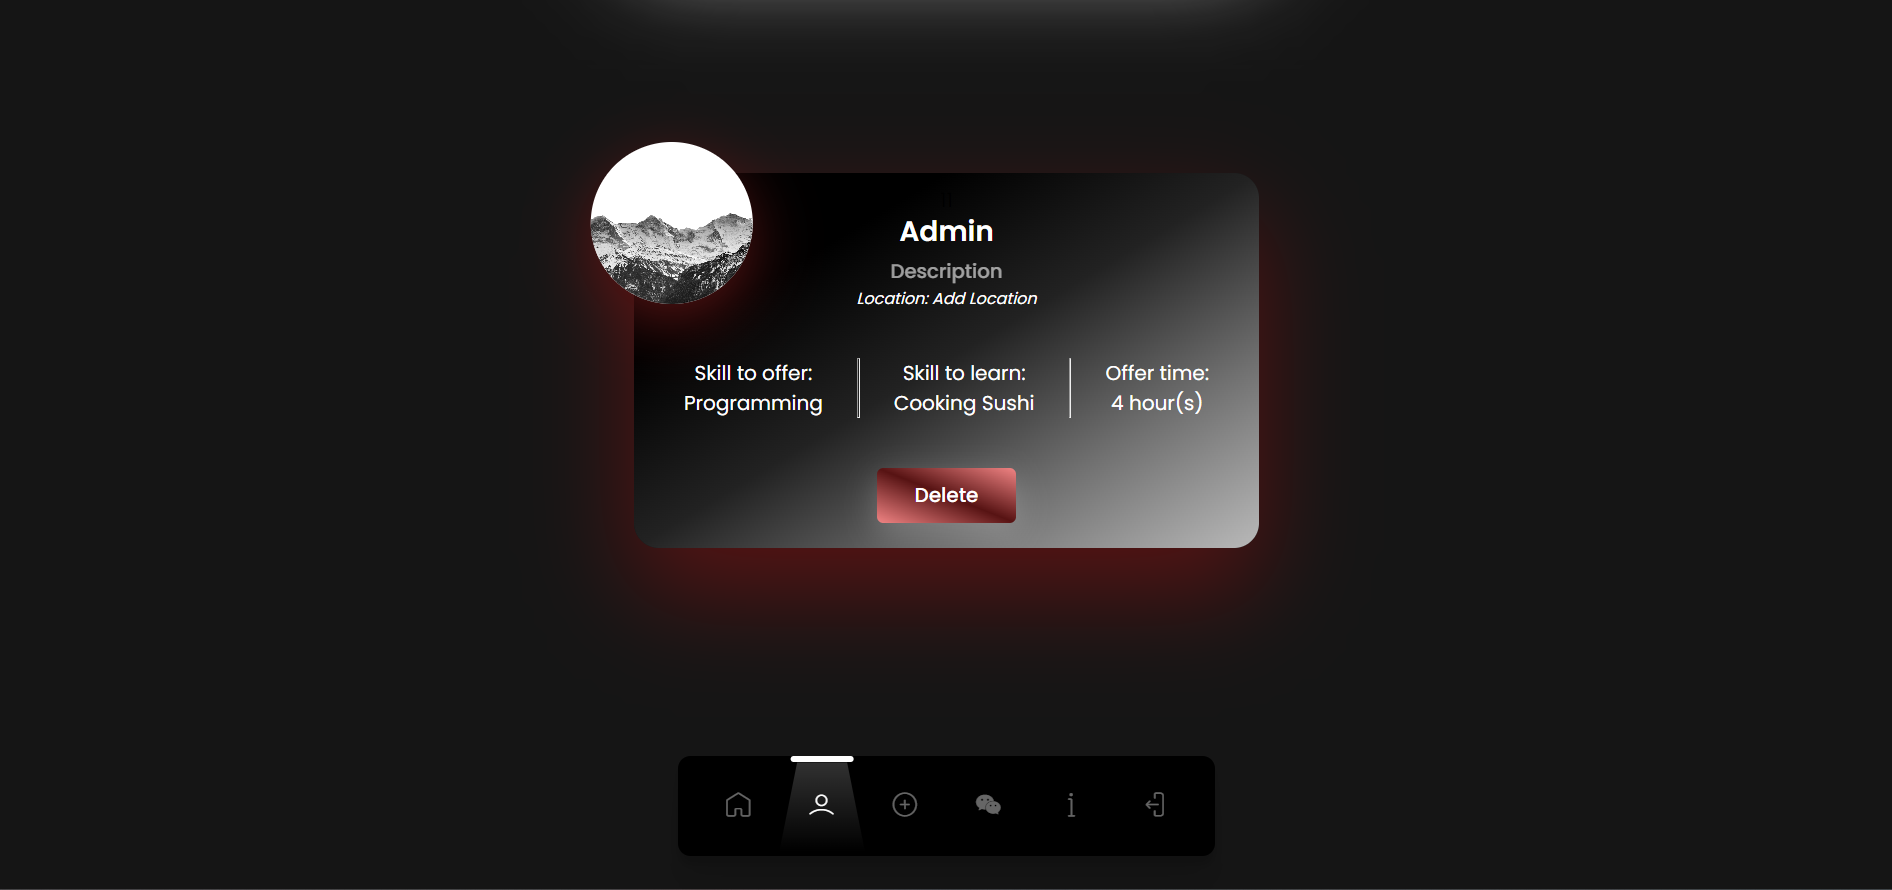 Admin
Description
Location: Add Location
Skill to offer:
Programming
Skill to learn:
Cooking Sushi
Offer time:
4 hour(s)
Delete